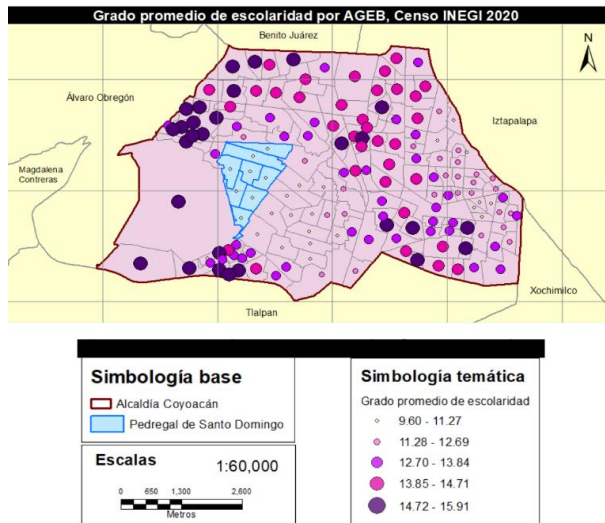 Grado promedio de escolaridad por AGEB, Censo INEGI 2020
Benito Juárez
N
Álvaro Obregón
Iztapalapa
Magdalena
Contreras
Xochimilco
Tlalpan
Simbología base
Alcaldía Coyoacán
Pedregal de Santo Domingo
Escalas
1:60,000
0 650 1,300 2,600
Metros
Simbología temática
Grado promedio de escolaridad
9.60 - 11.27
11.28 - 12.69
12.70 - 13.84
13.85 - 14.71
14.72 - 15.91